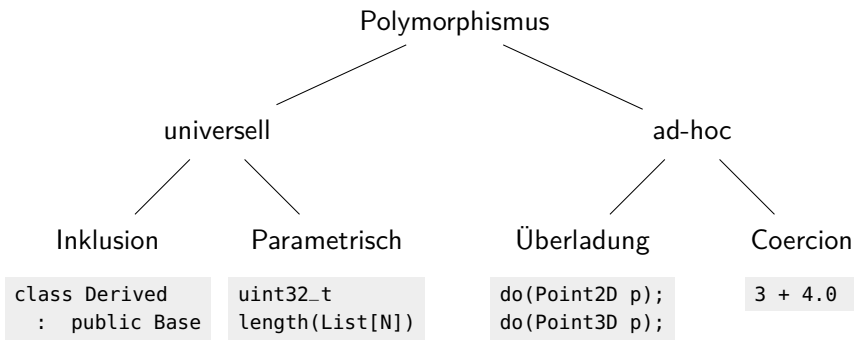 Polymorphismus
universell
ad-hoc
Inklusion
Parametrisch
Überladung
Coercion
class Derived
  :  public Base
uint32_t
length(List[N])
do(Point2D p);
do(Point3D p);
3 + 4.0